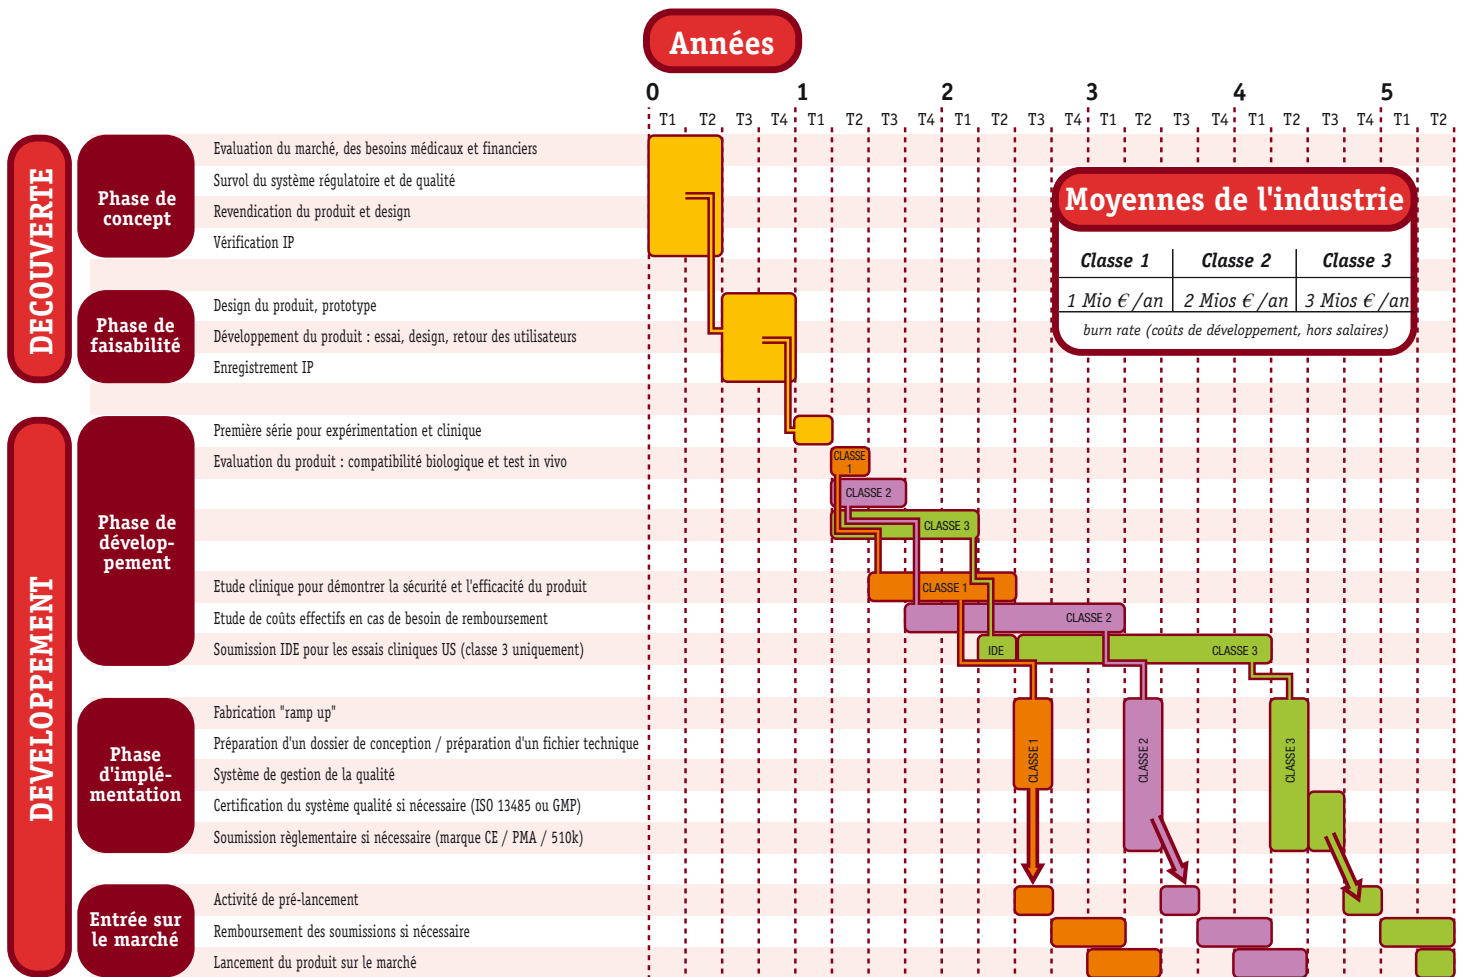 Années
0 1 2 3 4 5
T1 T2 T3 T4 T1 T2 T3 T4 T1 T2 T3 T4 T1 T2 T3 T4 T1 T2 T3 T4 T1 T2
DECOUVERTE
Phase de
concept
Evaluation du marché, des besoins médicaux et financiers
Survol du système régulatoire et de qualité
Revendication du produit et design
Vérification IP
Moyennes de l'industrie
Classe 1 Classe 2 Classe 3
1 Mio € /an 2 Mios € /an 3 Mios € /an
burn rate (coûts de développement, hors salaires)
Phase de
faisabilité
Design du produit, prototype
Développement du produit : essai, design, retour des utilisateurs
Enregistrement IP
DEVELOPPEMENT
Phase de
dévelop-
pement
Première série pour expérimentation et clinique
Evaluation du produit : compatibilité biologique et test in vivo
CLASSE
1
CLASSE 2
CLASSE 3
Etude clinique pour démontrer la sécurité et l'efficacité du produit
CLASSE 1
Etude de coûts effectifs en cas de besoin de remboursement
CLASSE 2
Soumission IDE pour les essais cliniques US (classe 3 uniquement)
IDE
CLASSE 3
Phase
d'implé-
mentation
Fabrication "ramp up"
Préparation d'un dossier de conception / préparation d'un fichier technique
Système de gestion de la qualité
Certification du système qualité si nécessaire (ISO 13485 ou GMP)
Soumission règlementaire si nécessaire (marque CE / PMA / 510k)
CLASSE 1
CLASSE 2
CLASSE 3
Entrée sur
le marché
Activité de pré-lancement
Remboursement des soumissions si nécessaire
Lancement du produit sur le marché